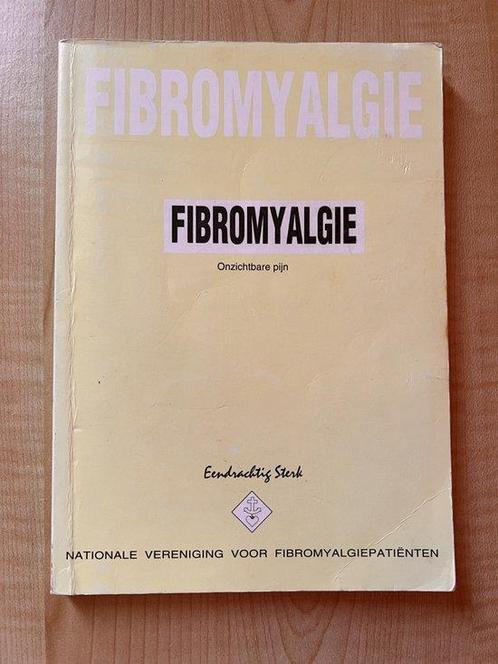 FIBROMYALGIE
FIBROMYALGIE
Onzichtbare pijn
Eendrachtig Sterk
NATIONALE VERENIGING VOOR FIBROMYALGIEPATIËNTEN